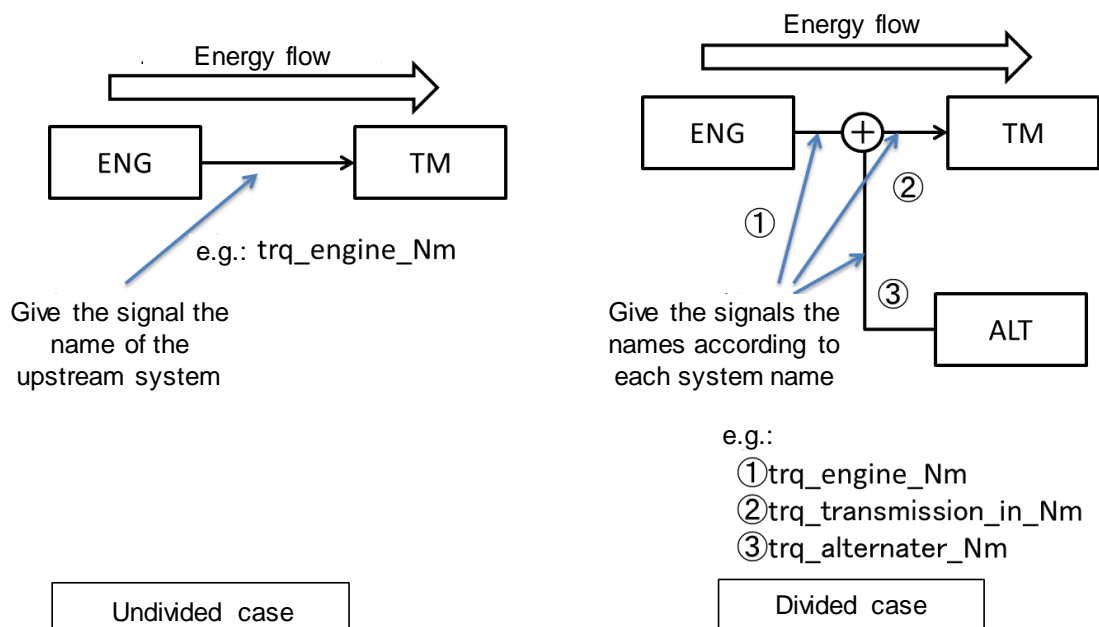 Energy flow
ENG
TM
e.g.: trq_engine_Nm
Give the signal the
name of the
upstream system
Undivided case
Energy flow
ENG
+
TM
①
②
③
ALT
Give the signals the
names according to
each system name
e.g.:
①trq_engine_Nm
②trq_transmission_in_Nm
③trq_alternater_Nm
Divided case